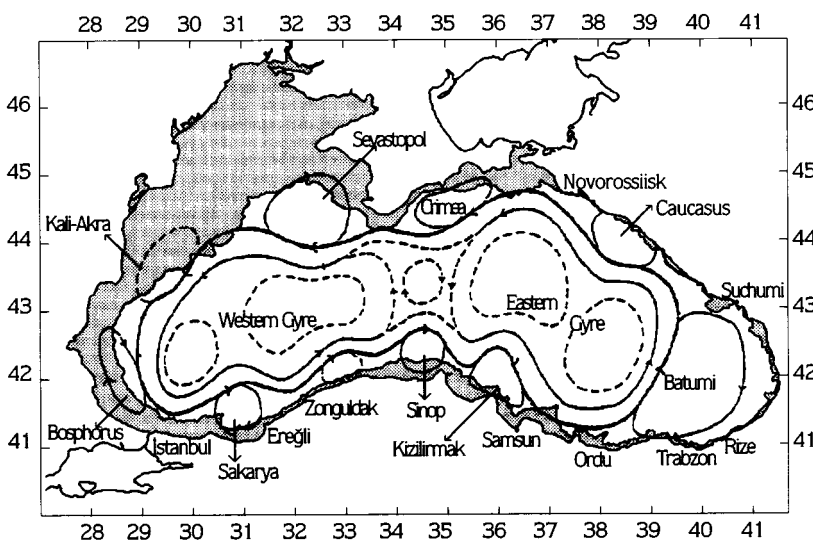 28 29 30 31 32 33 34 35 36 37 38 39 40 41
46 46
Sevastopol
45 45
Novorossiisk
Crimea
Caucasus
Kali-Akra
44 44
Suchumi
43 43
Western Gyre
Eastern
Gyre
42 42
Batumi
Zonguldak
Sinop
Bosphorus
İstanbul
Ereğli
Kizilirmak
Samsun
41 41
Sakarya
Ordu
Trabzon
Rize
40 40
28 29 30 31 32 33 34 35 36 37 38 39 40 41